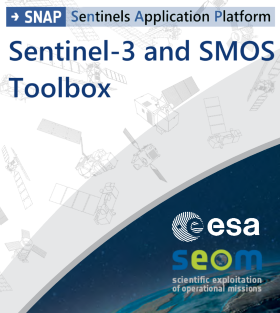 SNAP Sentinels Application Platform
Sentinel-3 and SMOS
Toolbox
esa
seom
scientific exploitation
of operational missions